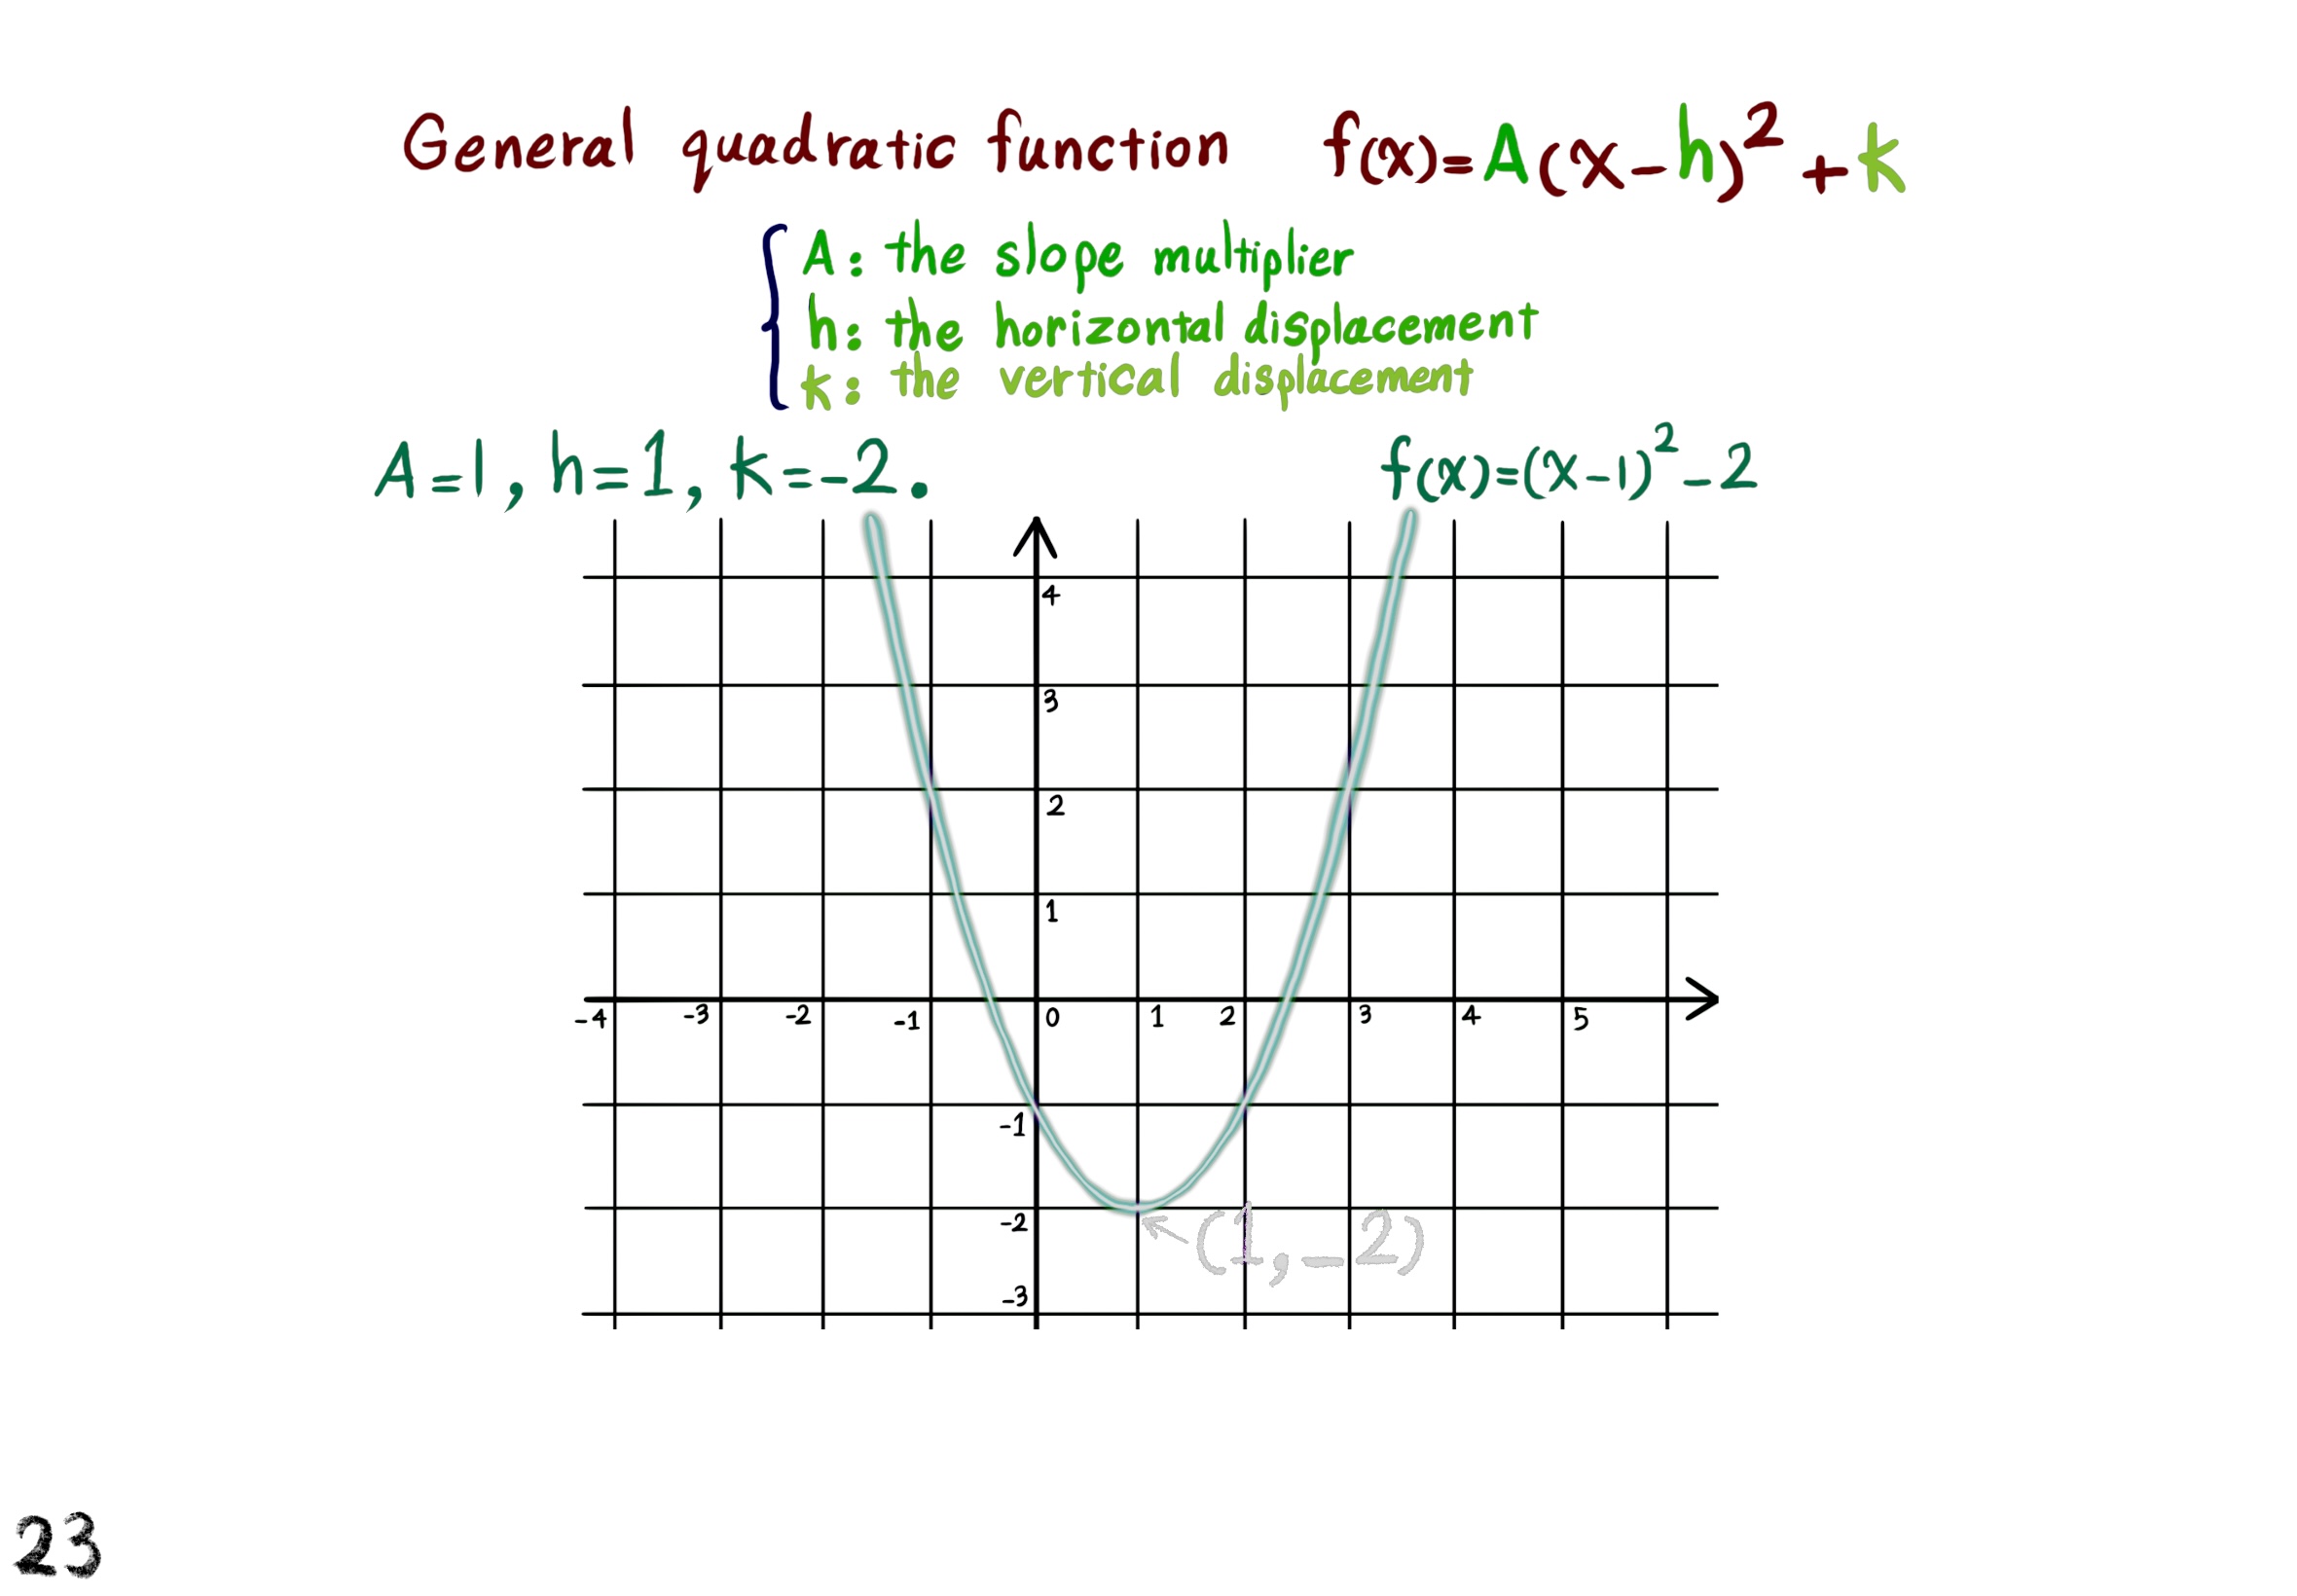 General quadratic function f(x)=A(x-h)² +k
A: the slope multiplier
h: the horizontal displacement
k: the vertical displacement
A=1, h=1, k=-2. f(x)=(x-1)²-2
4
3
2
1
-4 -3 -2 -1 0 1 2 3 4 5
-1
-2
(1,-2)
-3
23